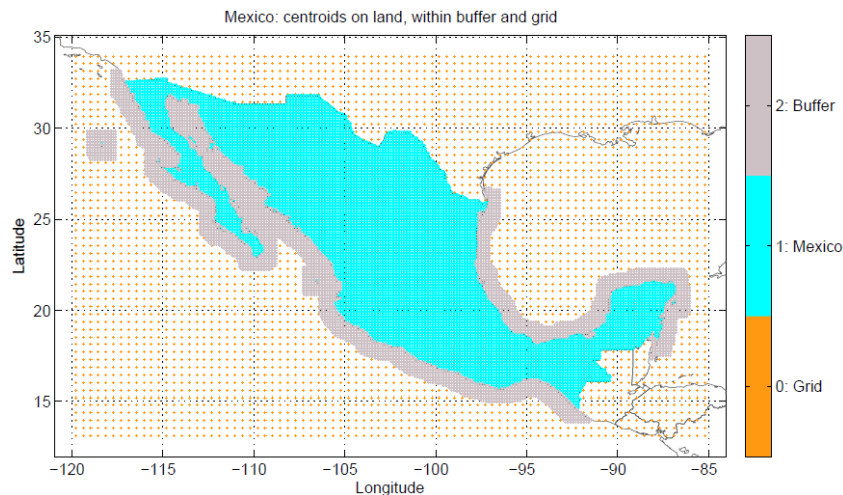 Mexico: centroids on land, within buffer and grid
35
30
25
20
15
Latitude
−120
−115
−110
−105
−100
−95
−90
−85
Longitude
2: Buffer
1: Mexico
0: Grid